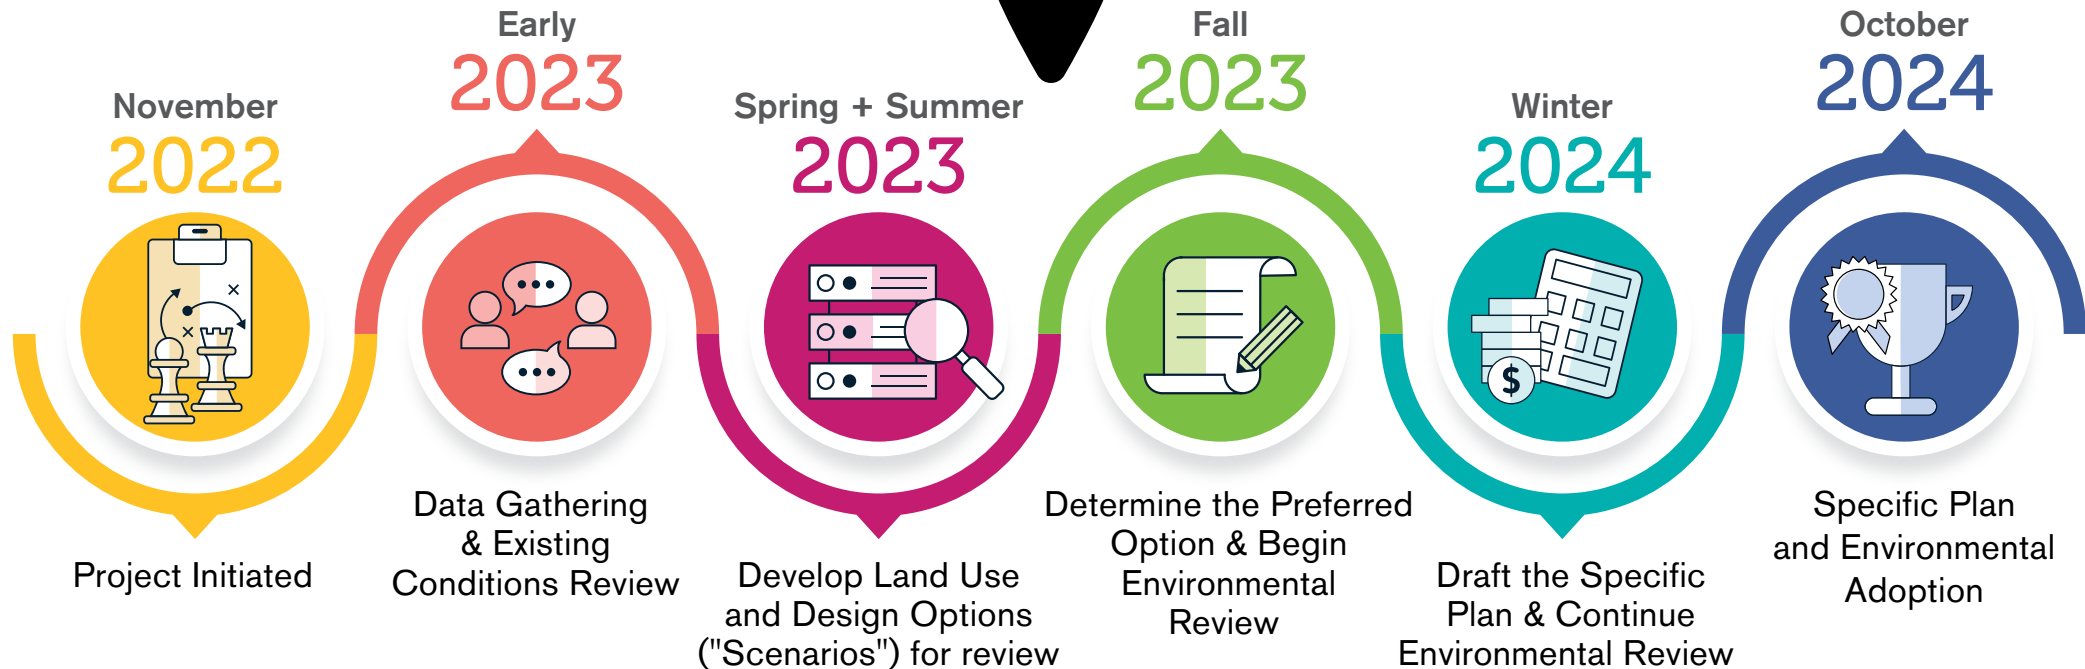 November
2022
Project Initiated
Early
2023
Data Gathering
& Existing
Conditions Review
Spring + Summer
2023
Develop Land Use
and Design Options
("Scenarios") for review
Fall
2023
Determine the Preferred
Option & Begin
Environmental
Review
Winter
2024
$
Draft the Specific
Plan & Continue
Environmental Review
October
2024
Specific Plan
and Environmental
Adoption